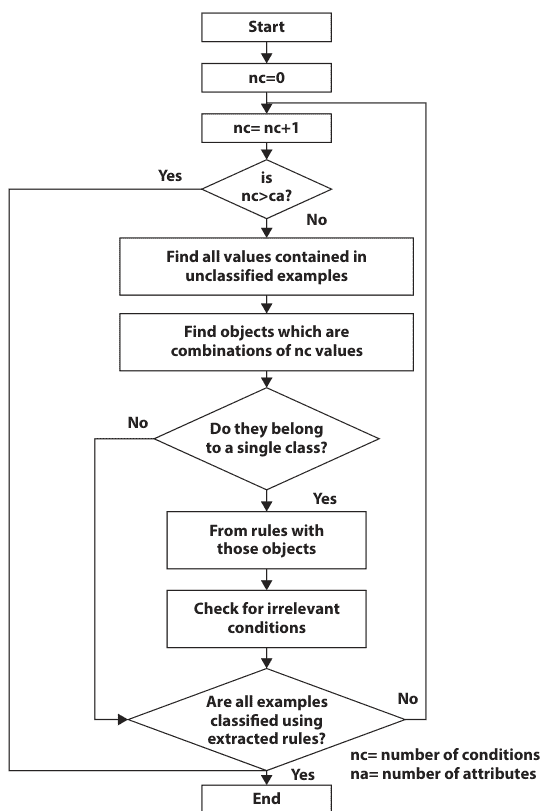 Start
nc=0
nc= nc+1
is
nc>ca?
Yes
No
Find all values contained in
unclassified examples
Find objects which are
combinations of nc values
Do they belong
to a single class?
No
Yes
From rules with
those objects
Check for irrelevant
conditions
Are all examples
classified using
extracted rules?
No
nc= number of conditions
na= number of attributes
Yes
End